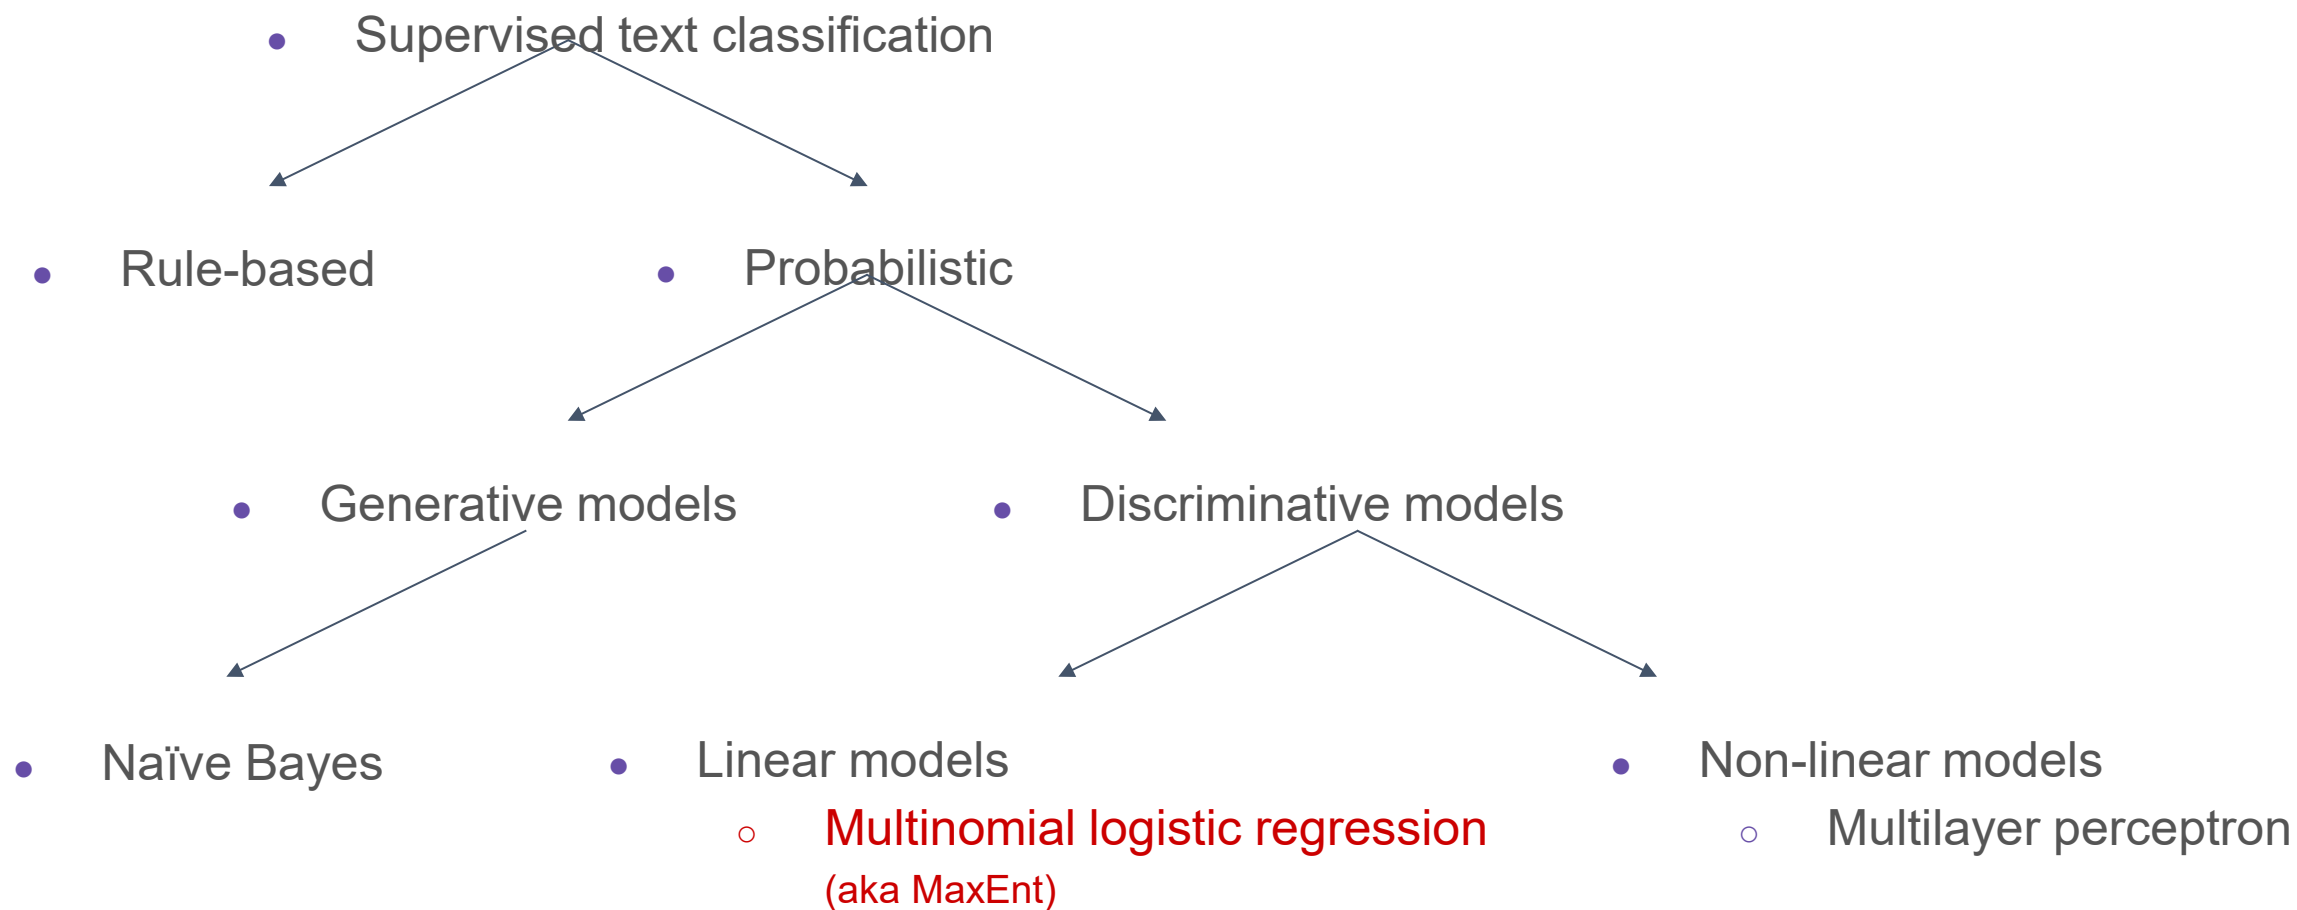 Supervised text classification
Rule-based
Probabilistic
Generative models
Discriminative models
Naïve Bayes
Linear models
Multinomial logistic regression
(aka MaxEnt)
Non-linear models
Multilayer perceptron